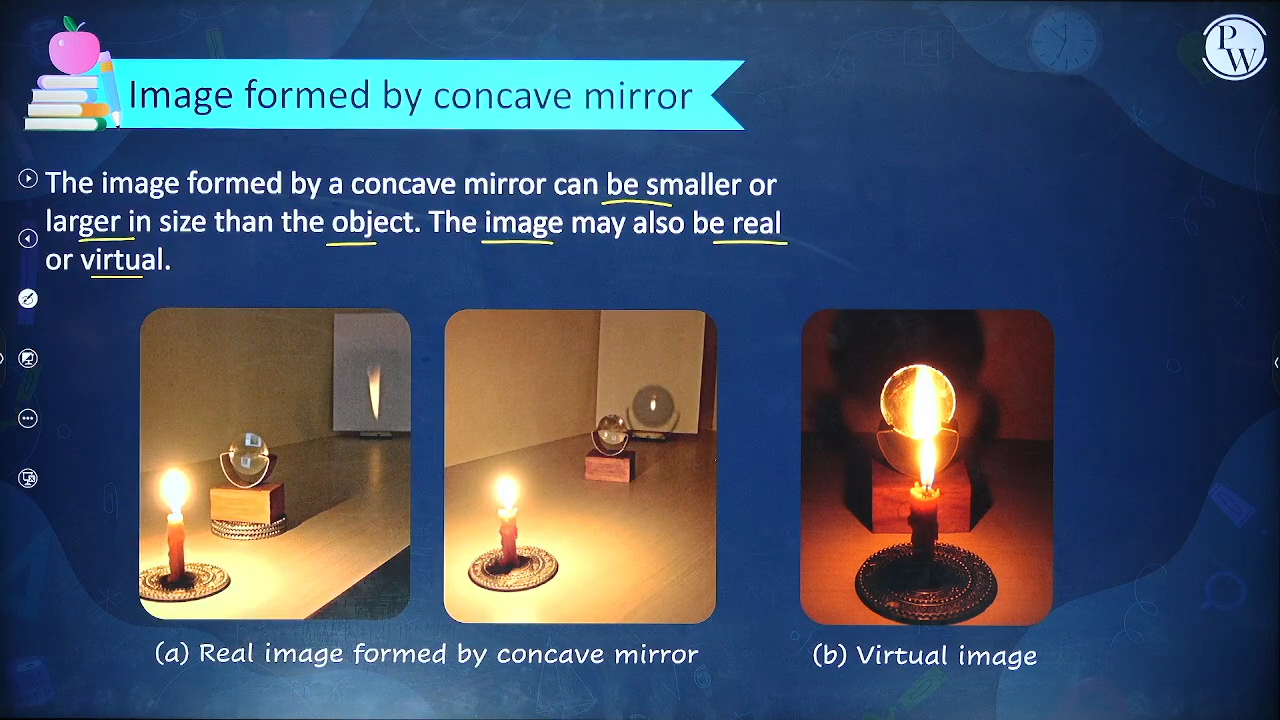 Image formed by concave mirror
PW
The image formed by a concave mirror can be smaller or
larger in size than the object. The image may also be real
or virtual.
(a) Real image formed by concave mirror
(b) Virtual image